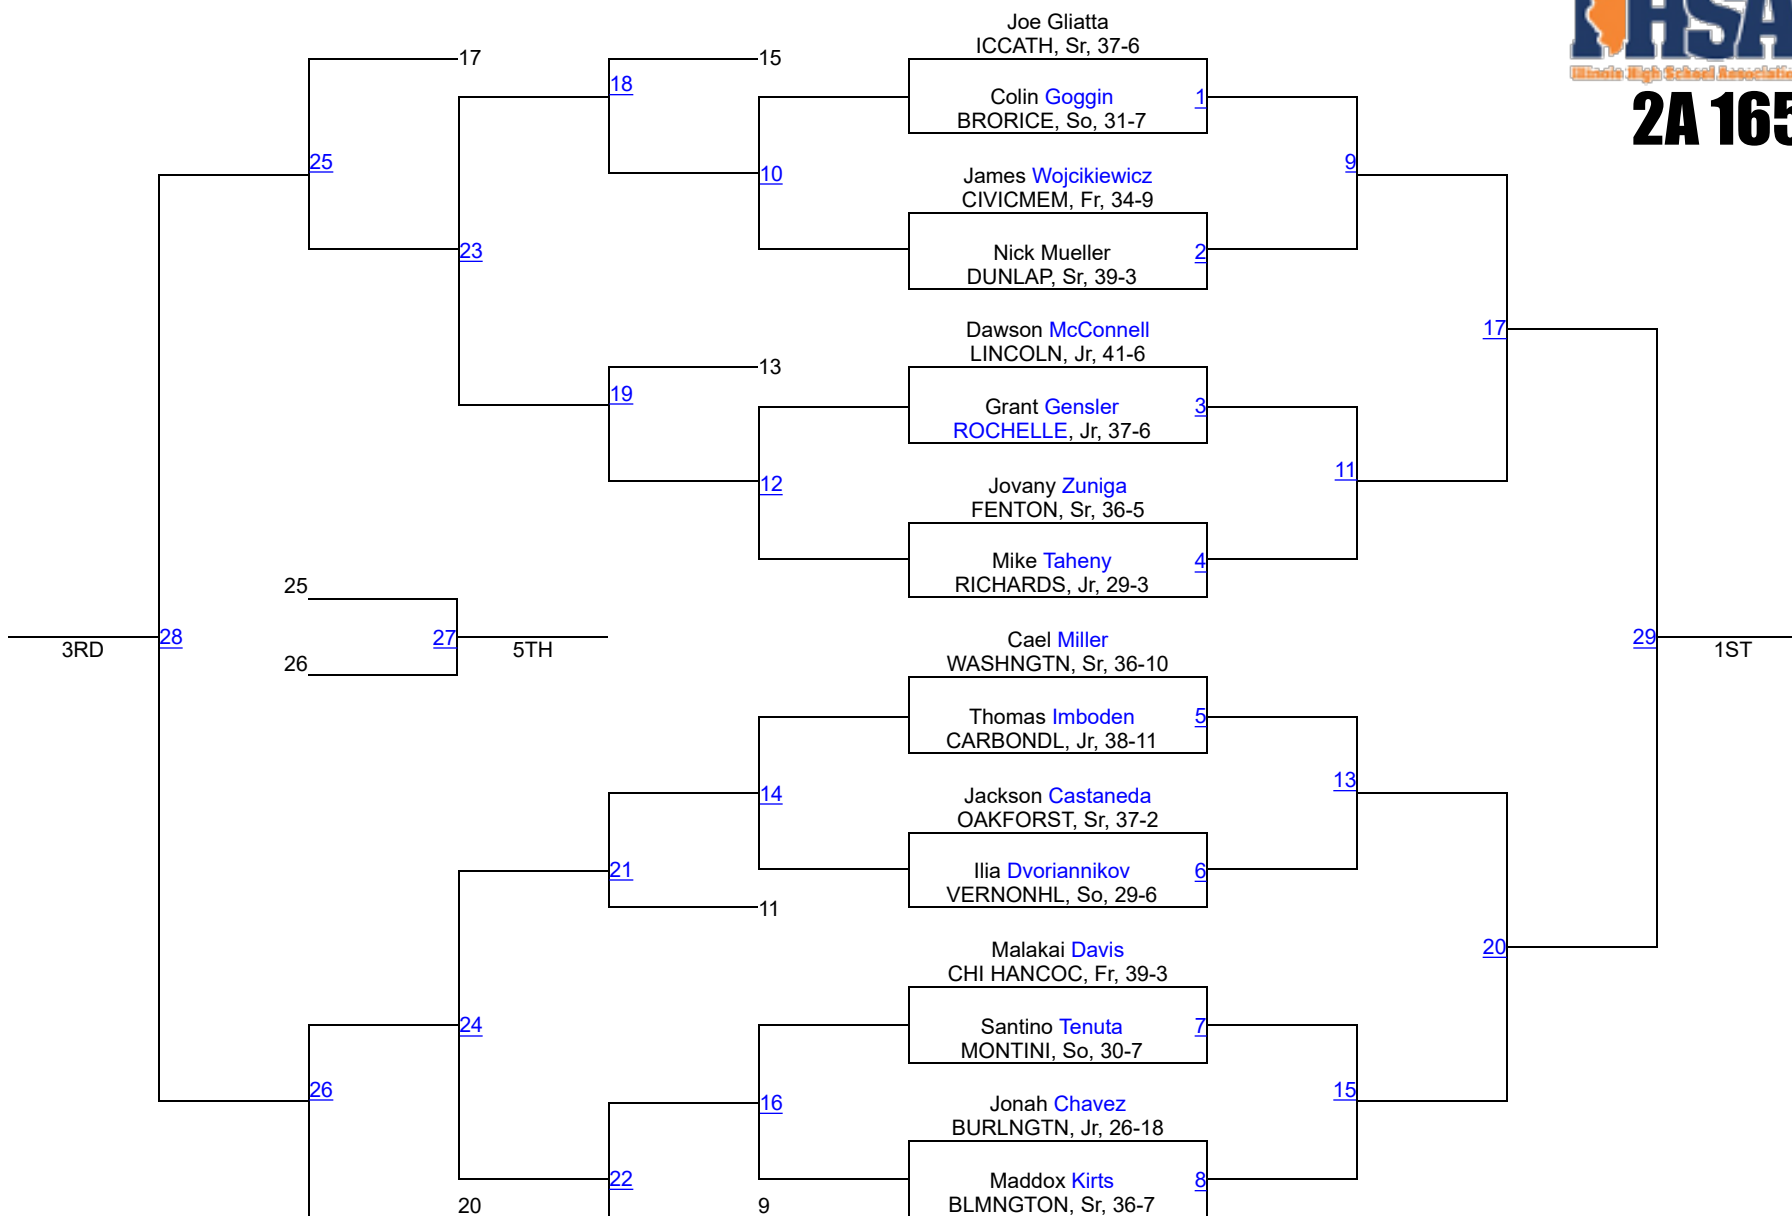 Joe Gliatta
ICCATH, Sr, 37-6
HSA
Illinois High School Association
2A 165
17
15
18
Colin Goggin
1
BRORICE, So, 31-7
25
10
James Wojcikiewicz
CIVICMEM, Fr, 34-9
9
23
Nick Mueller
2
DUNLAP, Sr, 39-3
Dawson McConnell
LINCOLN, Jr, 41-6
17
13
19
Grant Gensler
3
ROCHELLE, Jr, 37-6
12
Jovany Zuniga
FENTON, Sr, 36-5
11
Mike Taheny
4
RICHARDS, Jr, 29-3
25
28
3RD
27
5TH
26
Cael Miller
WASHNGTN, Sr, 36-10
29
1ST
Thomas Imboden
5
CARBONDL, Jr, 38-11
14
Jackson Castaneda
OAKFORST, Sr, 37-2
13
21
Ilia Dvoriannikov
6
VERNONHL, So, 29-6
11
Malakai Davis
CHI HANCOC, Fr, 39-3
20
24
Santino Tenuta
7
MONTINI, So, 30-7
26
16
Jonah Chavez
BURLNGTN, Jr, 26-18
15
22
Maddox Kirts
8
BLMNGTON, Sr, 36-7
20
9